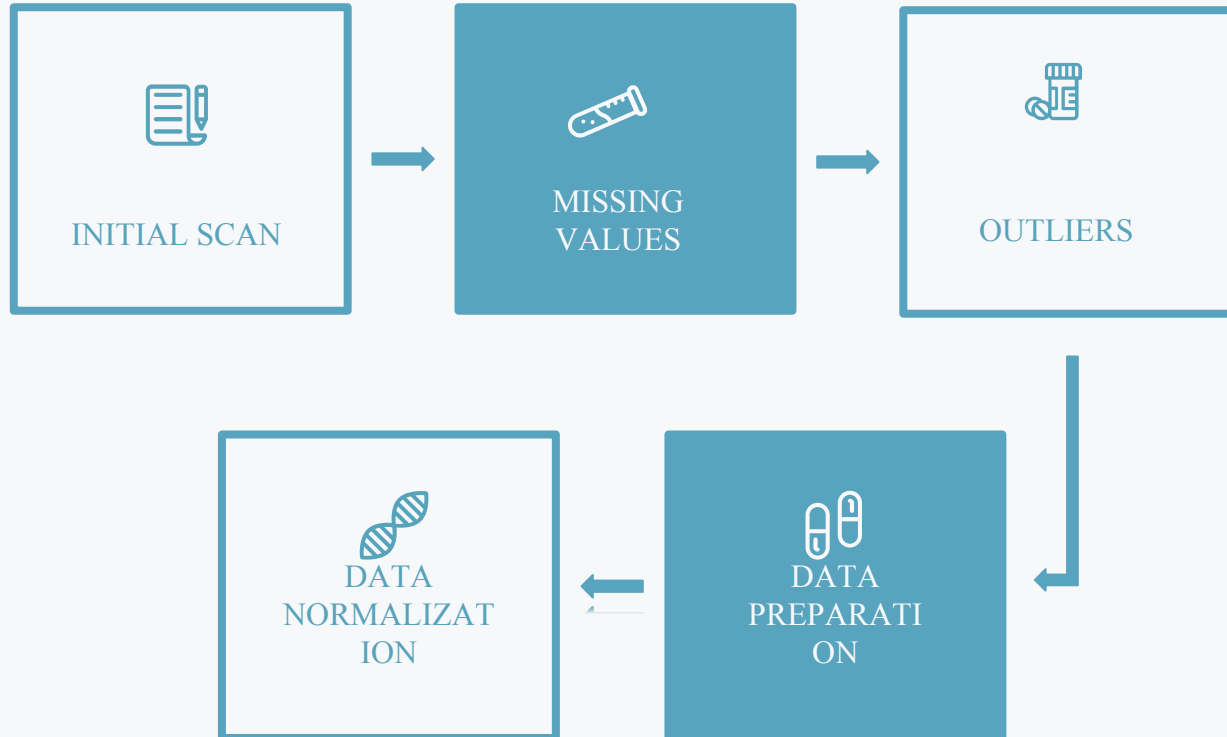 INITIAL SCAN
MISSING
VALUES
OUTLIERS
DATA
NORMALIZAT
ION
DATA
PREPARATI
ON